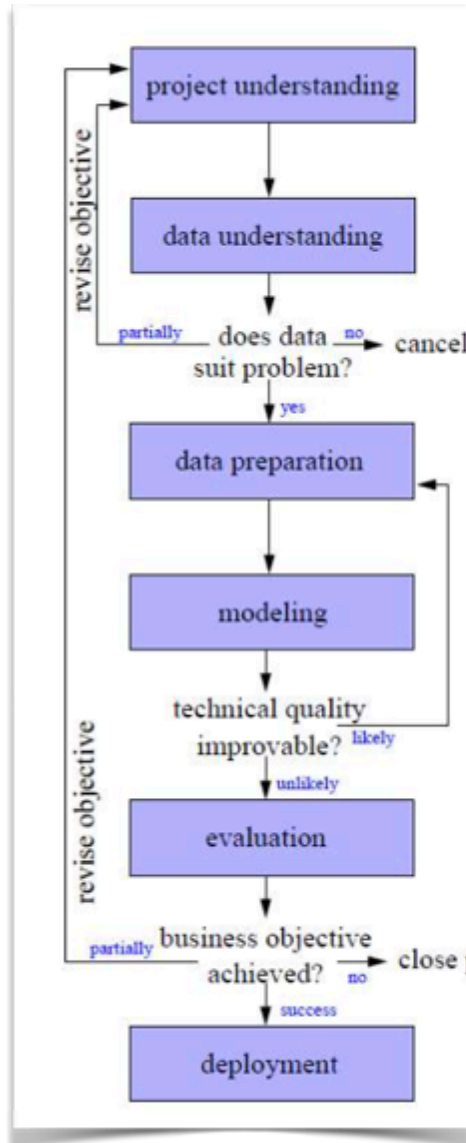 project understanding
revise objective
data understanding
partially
does data
no
cancel
suit problem?
yes
data preparation
modeling
technical quality
improvable?
likely
unlikely
revise objective
evaluation
partially
business objective
achieved?
no
close
success
deployment